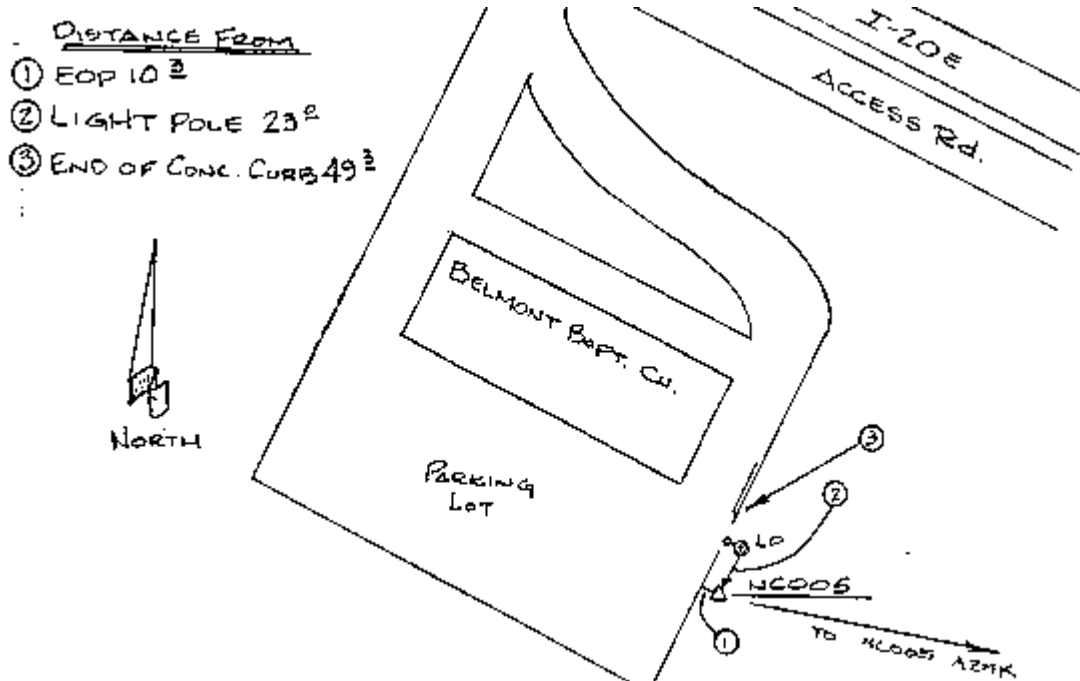 DISTANCE FROM
① EOP 10 3
② LIGHT POLE 23 2
③ END OF CONC. CURB 49 3
NORTH
I-20E
ACCESS Rd.
BELMONT BAPT. CH.
PARKING
LOT
③
②
LP
NC005
①
TO NC005 AZMK